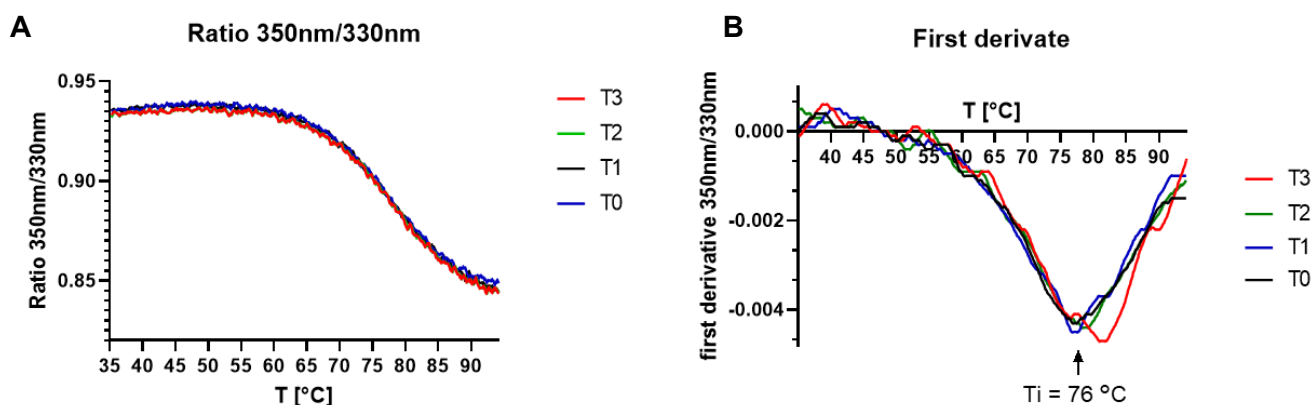 A
Ratio 350nm/330nm
Ratio 350nm/330nm
0.95
0.90
0.85
35 40 45 50 55 60 65 70 75 80 85 90
T [°C]
T3
T2
T1
T0
B
First derivate
first derivative 350nm/330nm
T [°C]
0.000
-0.002
-0.004
40 45 50 55 60 65 70 75 80 85 90
Ti = 76 °C
T3
T2
T1
T0